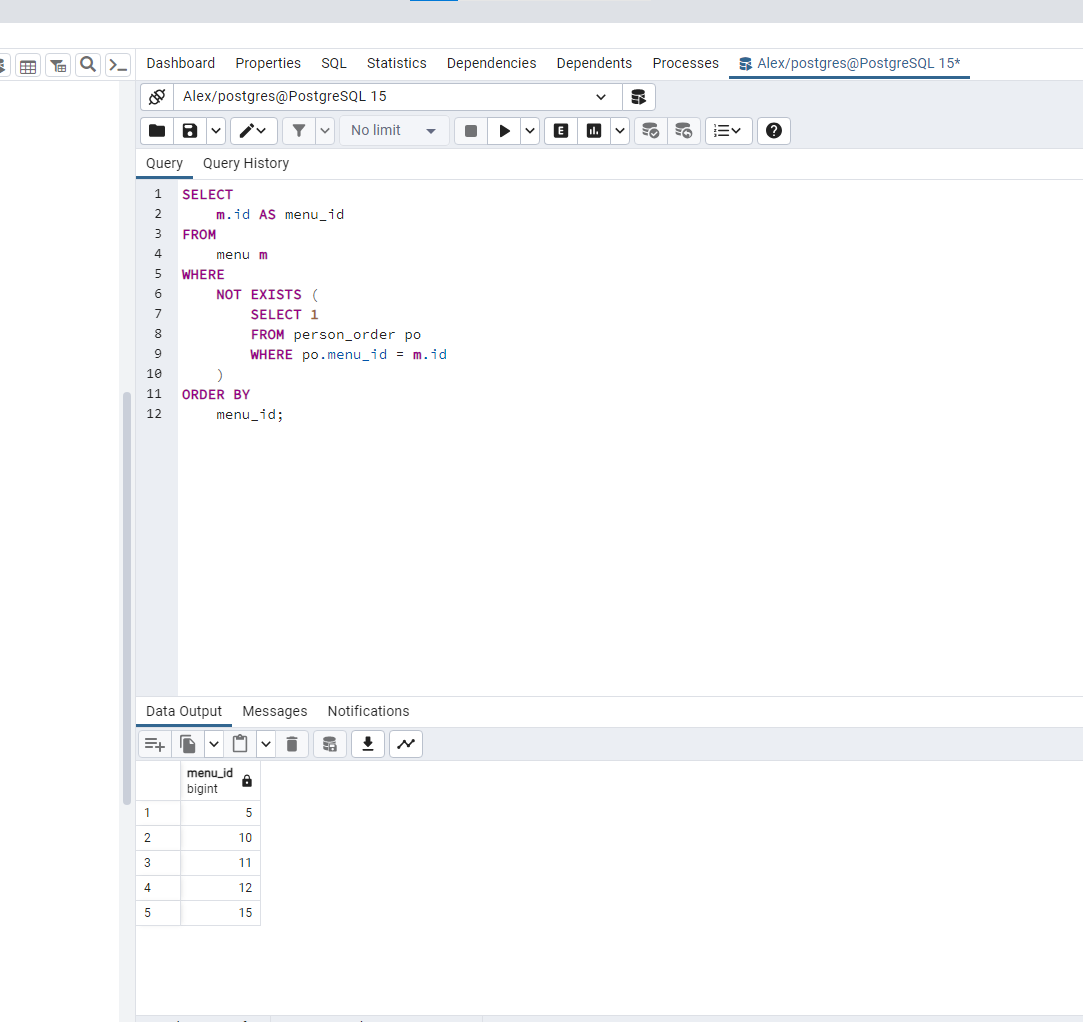 Dashboard Properties SQL Statistics Dependencies Dependents Processes Alex/postgres@PostgreSQL 15*
Alex/postgres@PostgreSQL 15
No limit E
Query Query History
1 SELECT
2 m.id AS menu_id
3 FROM
4 menu m
5 WHERE
6 NOT EXISTS (
7 SELECT 1
8 FROM person_order po
9 WHERE po.menu_id = m.id
10 )
11 ORDER BY
12 menu_id;
Data Output Messages Notifications
menu_id
bigint
1 5
2 10
3 11
4 12
5 15